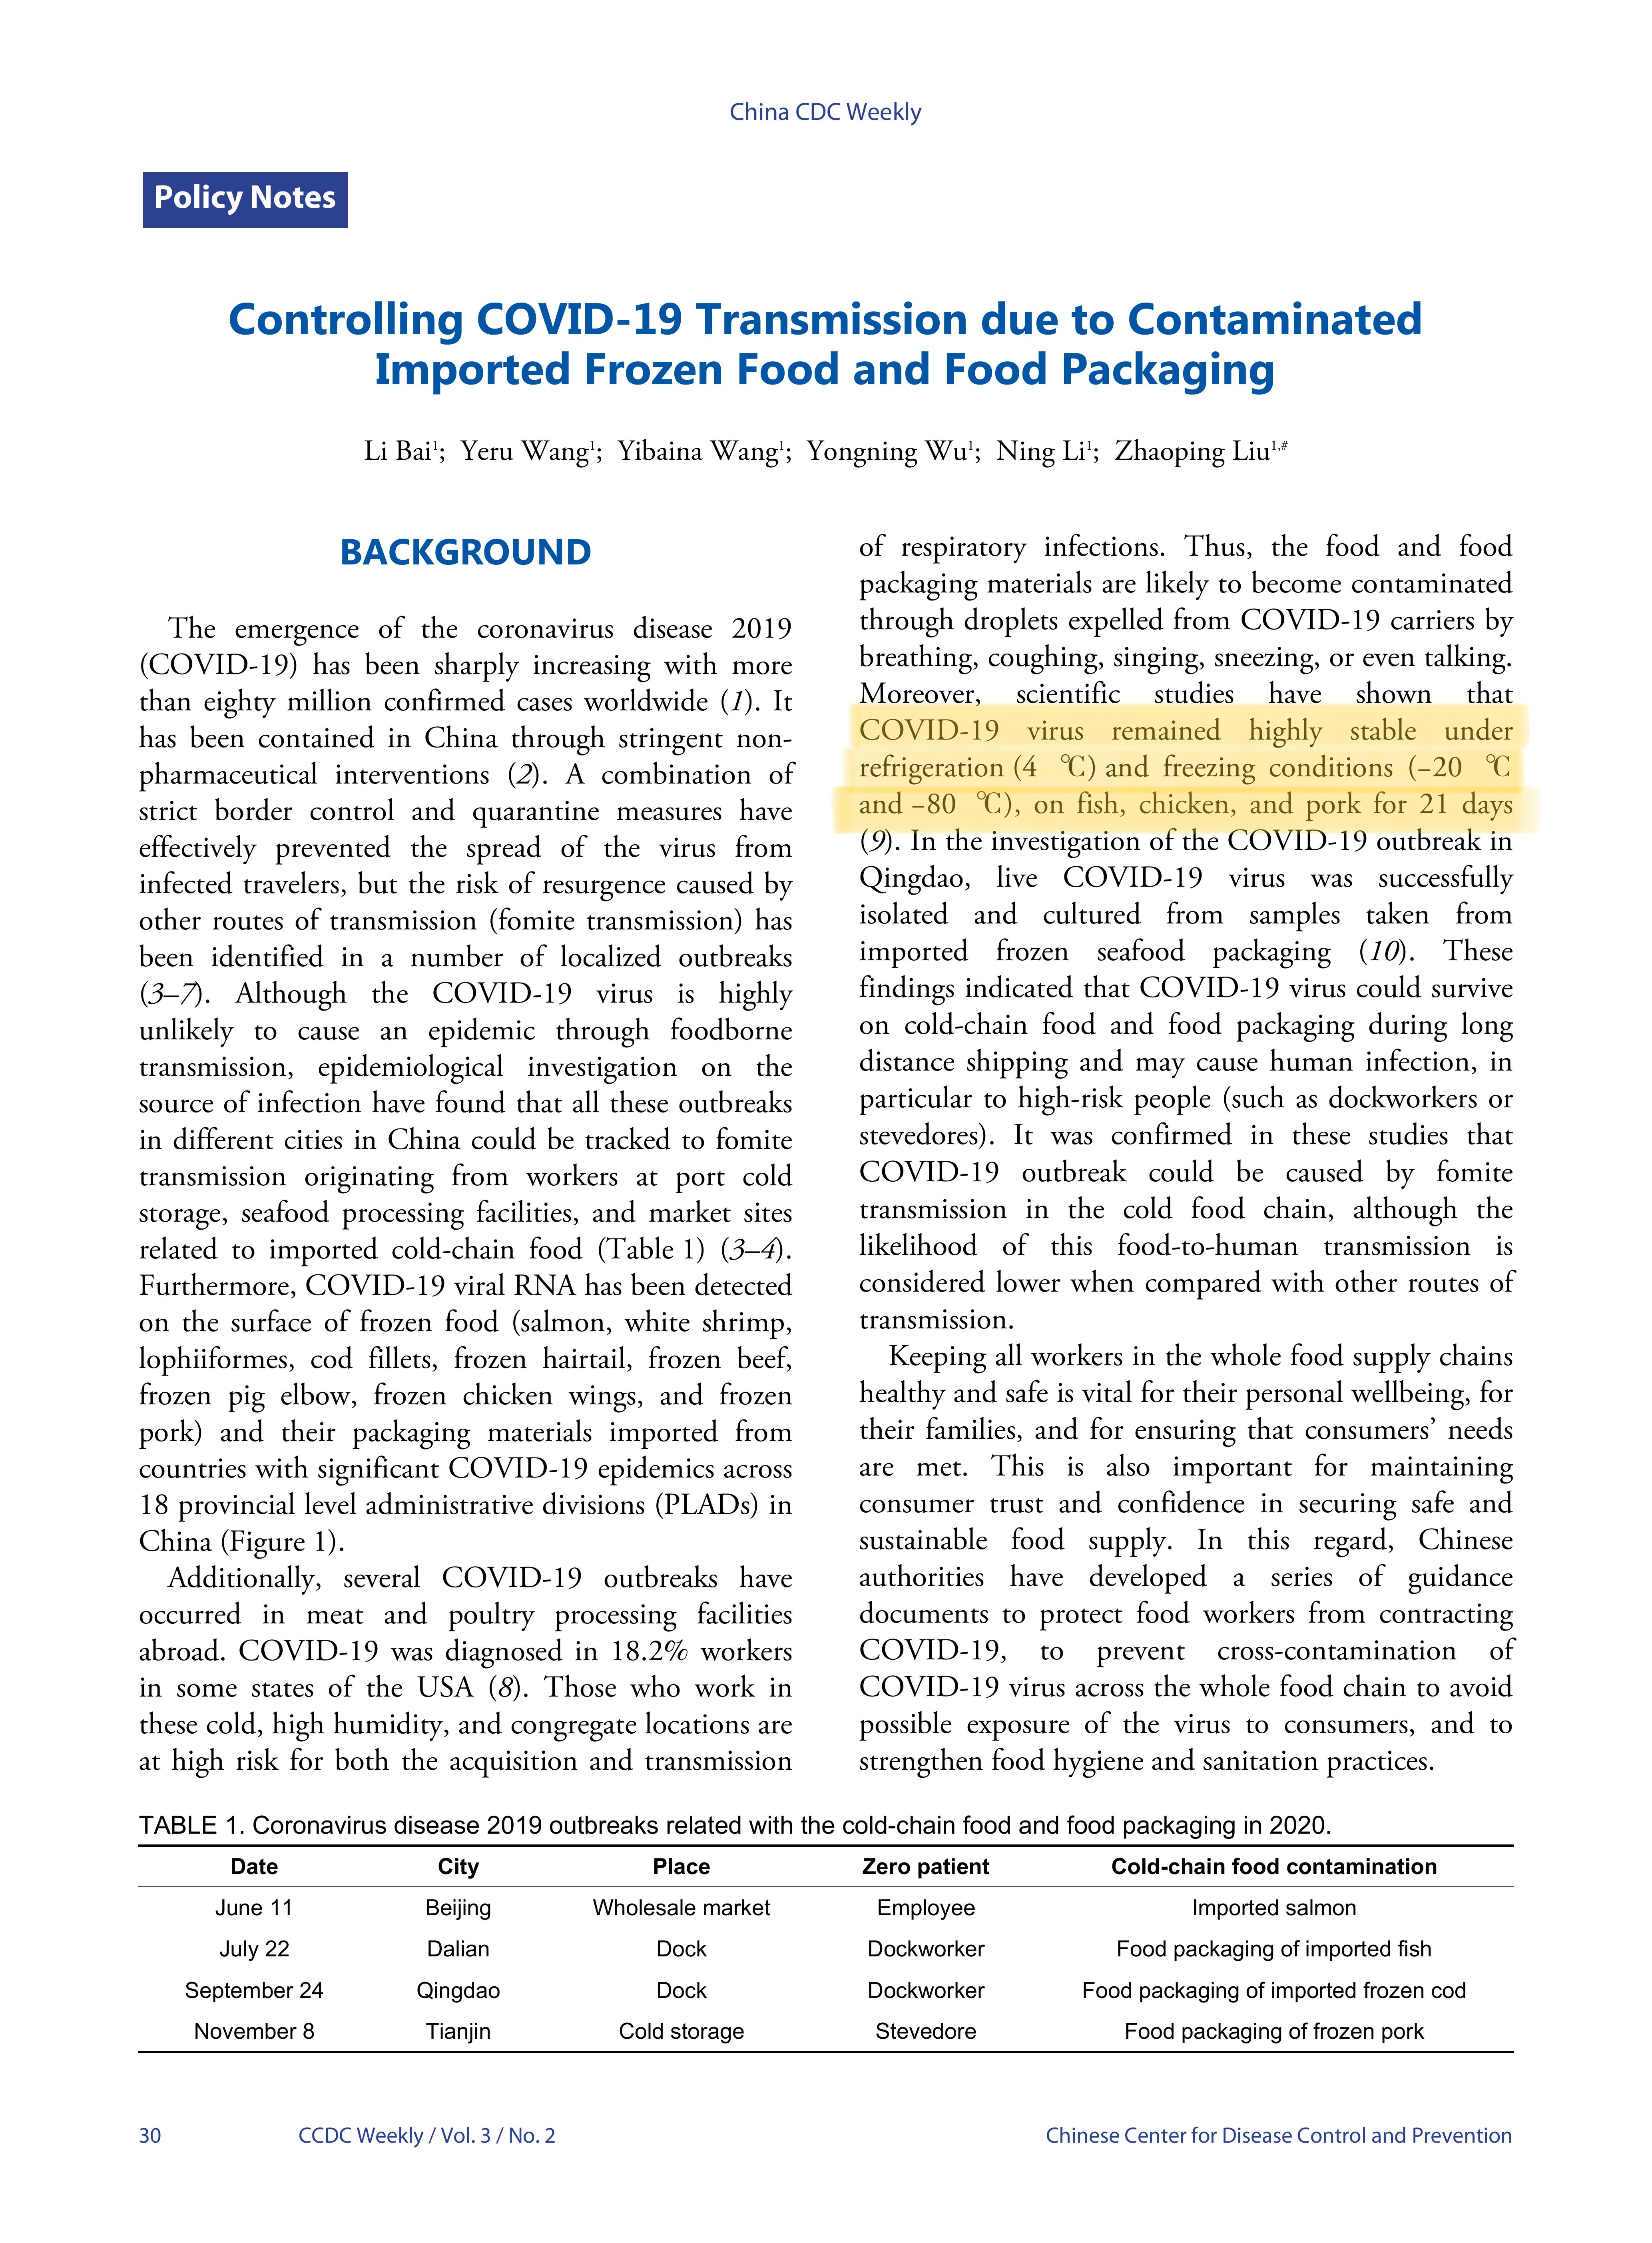 China CDC Weekly
Policy Notes
Controlling COVID-19 Transmission due to Contaminated
Imported Frozen Food and Food Packaging
Li Bai¹; Yeru Wang¹; Yibaina Wang¹; Yongning Wu¹; Ning Li¹; Zhaoping Liu¹,#
BACKGROUND
The emergence of the coronavirus disease 2019
(COVID-19) has been sharply increasing with more
than eighty million confirmed cases worldwide (1). It
has been contained in China through stringent non-
pharmaceutical interventions (2). A combination of
strict border control and quarantine measures have
effectively prevented the spread of the virus from
infected travelers, but the risk of resurgence caused by
other routes of transmission (fomite transmission) has
been identified in a number of localized outbreaks
(3–7). Although the COVID-19 virus is highly
unlikely to cause an epidemic through foodborne
transmission, epidemiological investigation on the
source of infection have found that all these outbreaks
in different cities in China could be tracked to fomite
transmission originating from workers at port cold
storage, seafood processing facilities, and market sites
related to imported cold-chain food (Table 1) (3–4).
Furthermore, COVID-19 viral RNA has been detected
on the surface of frozen food (salmon, white shrimp,
lophiiformes, cod fillets, frozen hairtail, frozen beef,
frozen pig elbow, frozen chicken wings, and frozen
pork) and their packaging materials imported from
countries with significant COVID-19 epidemics across
18 provincial level administrative divisions (PLADs) in
China (Figure 1).
Additionally, several COVID-19 outbreaks have
occurred in meat and poultry processing facilities
abroad. COVID-19 was diagnosed in 18.2% workers
in some states of the USA (8). Those who work in
these cold, high humidity, and congregate locations are
at high risk for both the acquisition and transmission
of respiratory infections. Thus, the food and food
packaging materials are likely to become contaminated
through droplets expelled from COVID-19 carriers by
breathing, coughing, singing, sneezing, or even talking.
Moreover, scientific studies have shown that
COVID-19 virus remained highly stable under
refrigeration (4 ℃) and freezing conditions (–20 ℃
and –80 ℃), on fish, chicken, and pork for 21 days
(9). In the investigation of the COVID-19 outbreak in
Qingdao, live COVID-19 virus was successfully
isolated and cultured from samples taken from
imported frozen seafood packaging (10). These
findings indicated that COVID-19 virus could survive
on cold-chain food and food packaging during long
distance shipping and may cause human infection, in
particular to high-risk people (such as dockworkers or
stevedores). It was confirmed in these studies that
COVID-19 outbreak could be caused by fomite
transmission in the cold food chain, although the
likelihood of this food-to-human transmission is
considered lower when compared with other routes of
transmission.
Keeping all workers in the whole food supply chains
healthy and safe is vital for their personal wellbeing, for
their families, and for ensuring that consumers’ needs
are met. This is also important for maintaining
consumer trust and confidence in securing safe and
sustainable food supply. In this regard, Chinese
authorities have developed a series of guidance
documents to protect food workers from contracting
COVID-19, to prevent cross-contamination of
COVID-19 virus across the whole food chain to avoid
possible exposure of the virus to consumers, and to
strengthen food hygiene and sanitation practices.
TABLE 1. Coronavirus disease 2019 outbreaks related with the cold-chain food and food packaging in 2020.
Date City Place Zero patient Cold-chain food contamination
June 11 Beijing Wholesale market Employee Imported salmon
July 22 Dalian Dock Dockworker Food packaging of imported fish
September 24 Qingdao Dock Dockworker Food packaging of imported frozen cod
November 8 Tianjin Cold storage Stevedore Food packaging of frozen pork
30 CCDC Weekly / Vol. 3 / No. 2 Chinese Center for Disease Control and Prevention